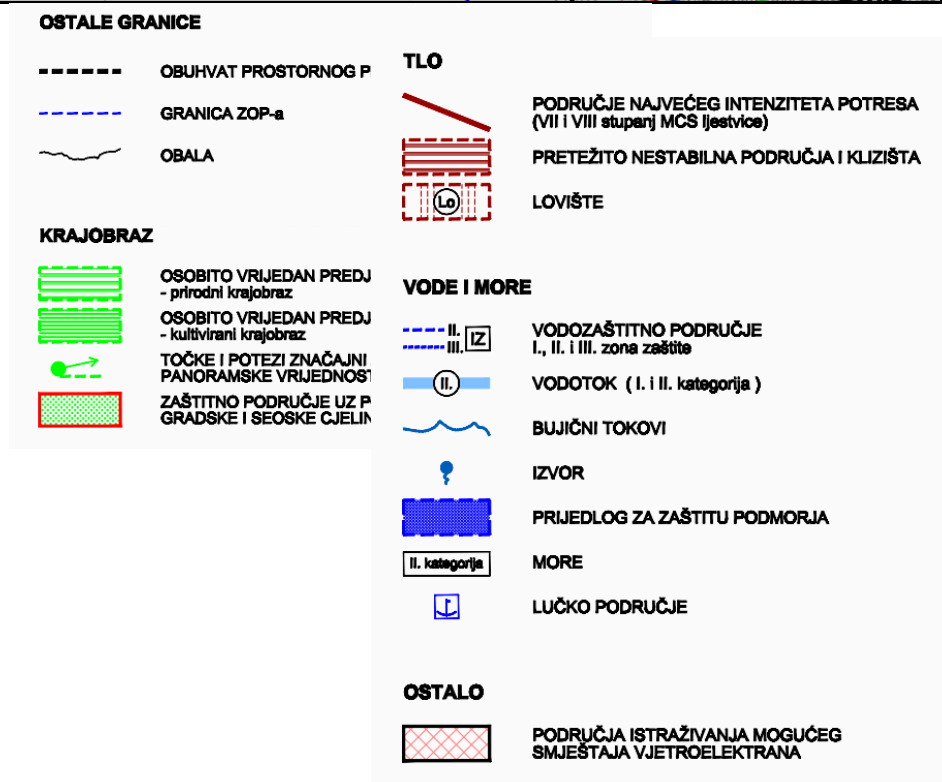 OSTALE GRANICE
OBUHVAT PROSTORNOG P
GRANICA ZOP-a
OBALA
KRAJOBRAZ
OSOBITO VRIJEDAN PREDJ
- prirodni krajobraz
OSOBITO VRIJEDAN PREDJ
- kultivirani krajobraz
TOČKE I POTEZI ZNAČAJNI
PANORAMSKE VRIJEDNOST
ZAŠTITNO PODRUČJE UZ P
GRADSKE I SEOSKE CJELIN
TLO
PODRUČJE NAJVEĆEG INTENZITETA POTRESA
(VII i VIII stupanj MCS ljestvice)
PRETEŽITO NESTABILNA PODRUČJA I KLIZIŠTA
Lo LOVIŠTE
VODE I MORE
II. III. IZ VODOZAŠTITNO PODRUČJE
I., II. i III. zona zaštite
II. VODOTOK ( I. i II. kategorija )
BUJIČNI TOKOVI
IZVOR
PRIJEDLOG ZA ZAŠTITU PODMORJA
II. kategorija MORE
LUČKO PODRUČJE
OSTALO
PODRUČJA ISTRAŽIVANJA MOGUĆEG
SMJEŠTAJA VJETROELEKTRANA